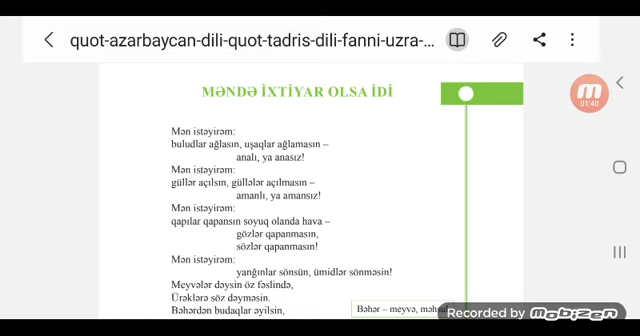 quot-azarbaycan-dili-quot-tadris-dili-fanni-uzra-...
MƏNDƏ İXTİYAR OLSA İDİ
01:40
Mən istəyirəm:
buludlar ağlasın, uşaqlar ağlamasın –
analı, ya anasız!
Mən istəyirəm:
güllər açılsın, güllələr açılmasın –
amanlı, ya amansız!
Mən istəyirəm:
qapılar qapansın soyuq olanda hava –
gözlər qapanmasın,
sözlər qapanmasın!
Mən istəyirəm:
yanğınlar sönsün, ümidlər sönməsin!
Meyvələr dəysin öz fəslində,
Ürəklərə söz dəyməsin.
Bəhərdən budaqlar əyilsin,
Bəhər – meyvə, məhsul
Recorded by Mobizen